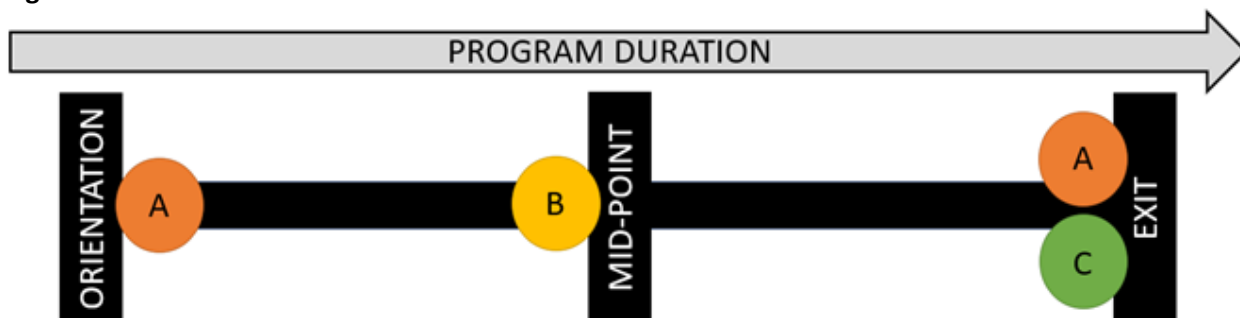 PROGRAM DURATION
ORIENTATION
A
B
MID-POINT
A
C
EXIT